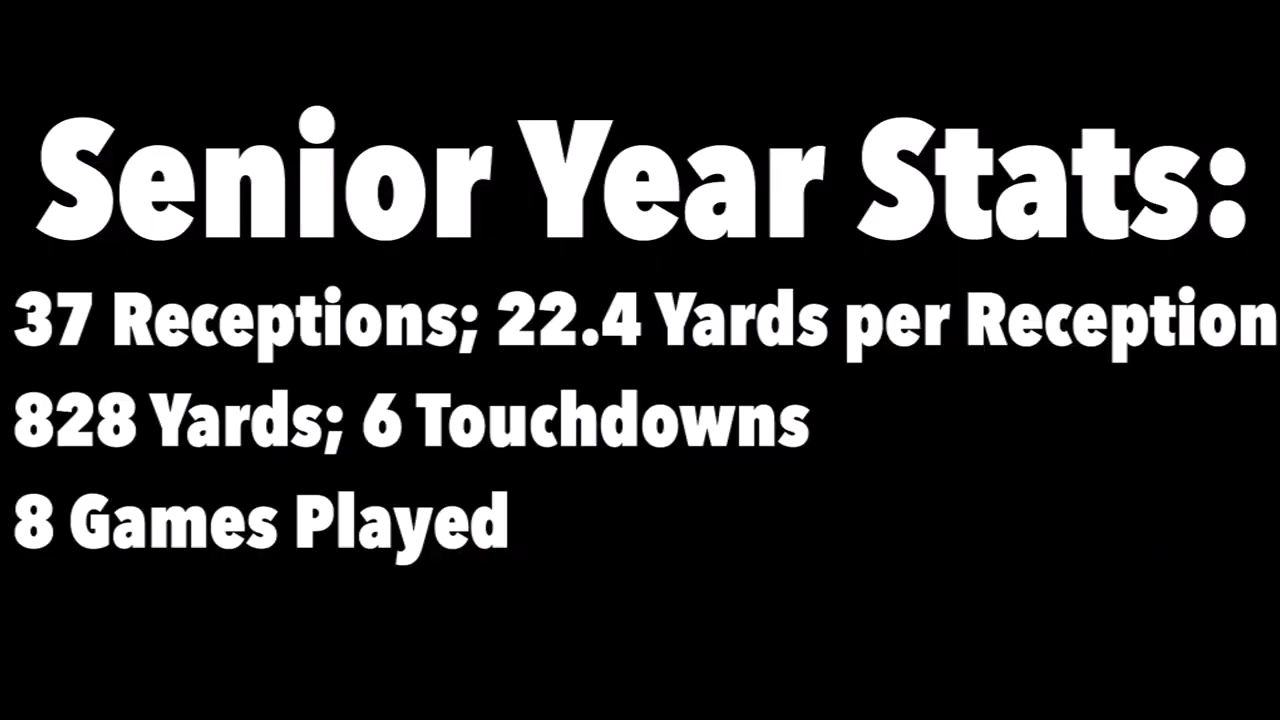 Senior Year Stats:
37 Receptions; 22.4 Yards per Reception
828 Yards; 6 Touchdowns
8 Games Played